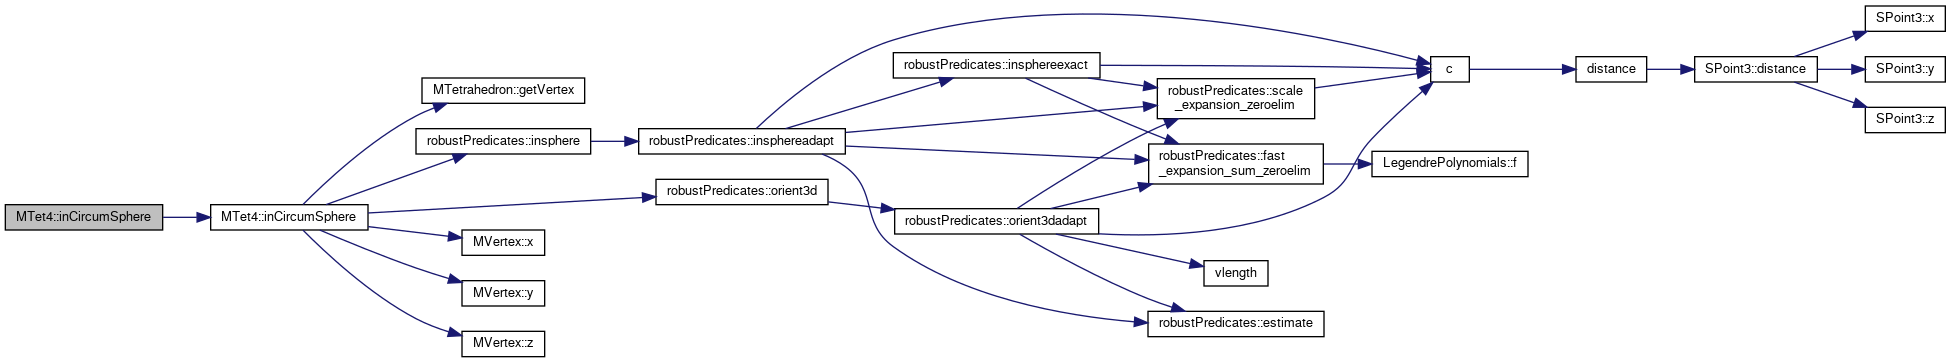 MTet4::inCircumSphere
MTet4::inCircumSphere
MTetrahedron::getVertex
robustPredicates::insphere
robustPredicates::orient3d
MVertex::x
MVertex::y
MVertex::z
robustPredicates::insphereadapt
robustPredicates::insphereexact
robustPredicates::orient3dadapt
robustPredicates::scale
_expansion_zeroelim
robustPredicates::fast
_expansion_sum_zeroelim
vlength
robustPredicates::estimate
c
LegendrePolynomials::f
distance
SPoint3::distance
SPoint3::x
SPoint3::y
SPoint3::z